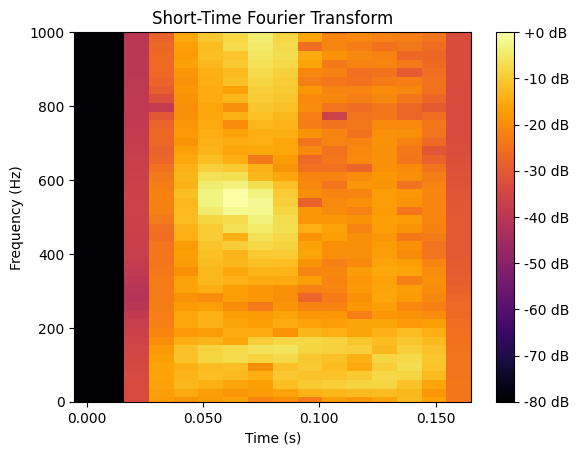 Short-Time Fourier Transform
1000
800
600
400
200
0
Frequency (Hz)
0.000
0.050
0.100
0.150
Time (s)
+0 dB
-10 dB
-20 dB
-30 dB
-40 dB
-50 dB
-60 dB
-70 dB
-80 dB